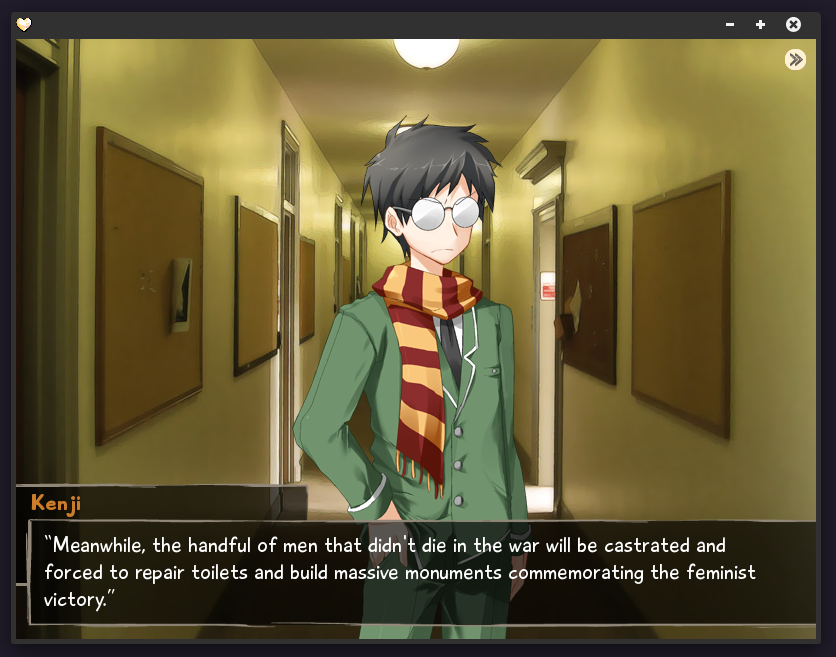 Kenji
“Meanwhile, the handful of men that didn't die in the war will be castrated and
forced to repair toilets and build massive monuments commemorating the feminist
victory.”